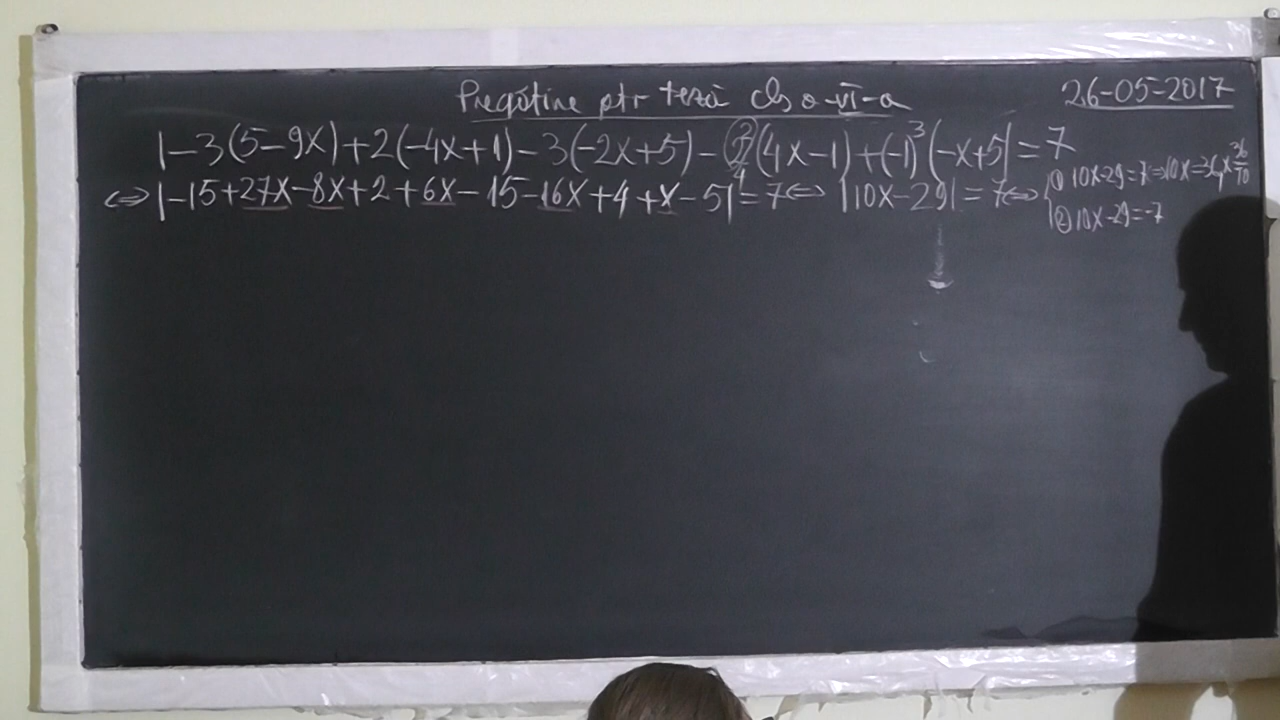 Pregătire ptr teză cls a-VI-a
26-05-2017
|-3(5-9x)+2(-4x+1)-3(-2x+5)-2²(4x-1)+(-1)³(-x+5)|=7
⇔|-15+27x-8x+2+6x-15-16x+4+x-5|=7⇔ |10x-29|=7⇔
① 10x-29=7⇒10x=36, x=36/10
② 10x-29=-7